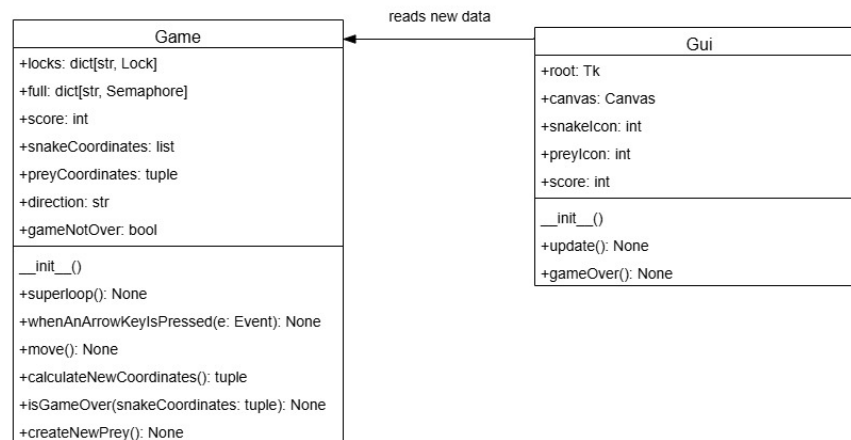 reads new data
Game
+locks: dict[str, Lock]
+full: dict[str, Semaphore]
+score: int
+snakeCoordinates: list
+preyCoordinates: tuple
+direction: str
+gameNotOver: bool
__init__()
+superloop(): None
+whenAnArrowKeyIsPressed(e: Event): None
+move(): None
+calculateNewCoordinates(): tuple
+isGameOver(snakeCoordinates: tuple): None
+createNewPrey(): None
Gui
+root: Tk
+canvas: Canvas
+snakeIcon: int
+preyIcon: int
+score: int
__init__()
+update(): None
+gameOver(): None